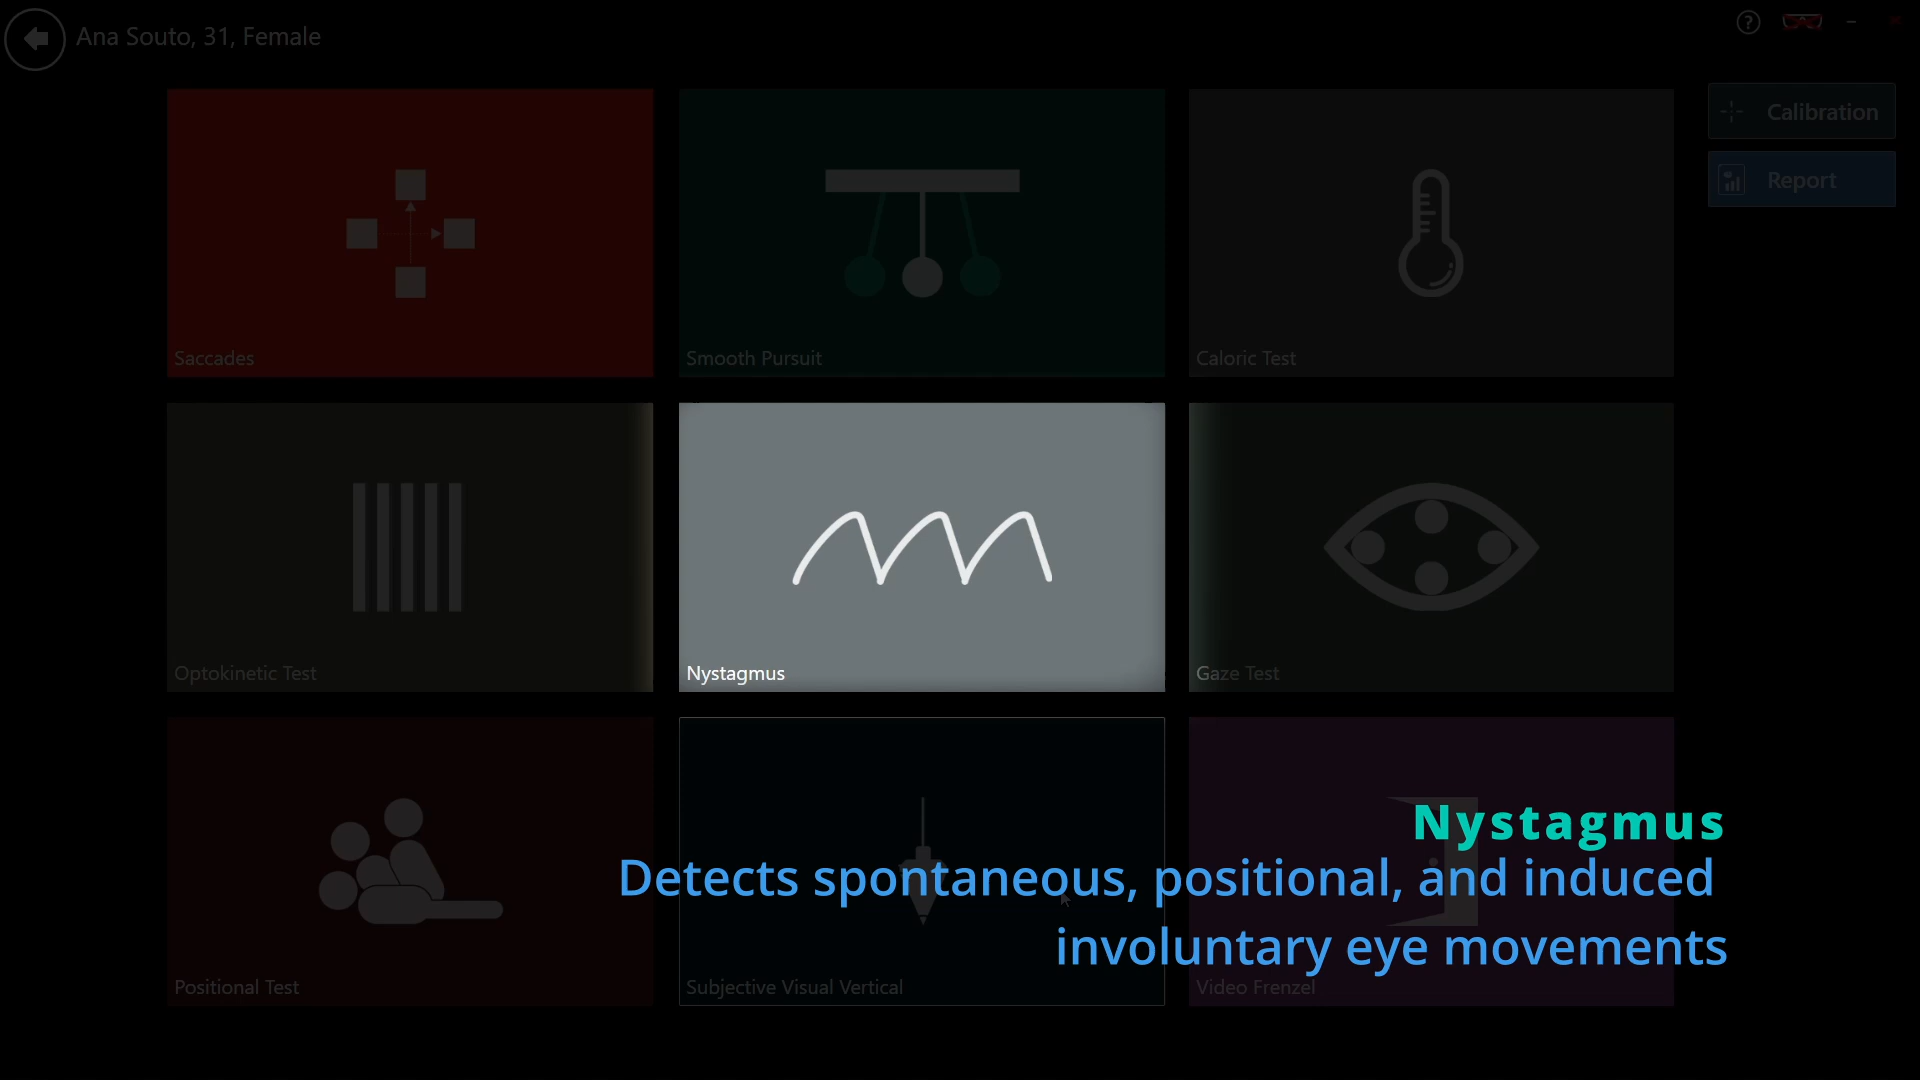 Ana Souto, 31, Female
?
Calibration
Report
Saccades
Smooth Pursuit
Caloric Test
Optokinetic Test
Nystagmus
Gaze Test
Nystagmus
Detects spontaneous, positional, and induced
involuntary eye movements
Positional Test
Subjective Visual Vertical
Video Frenzel